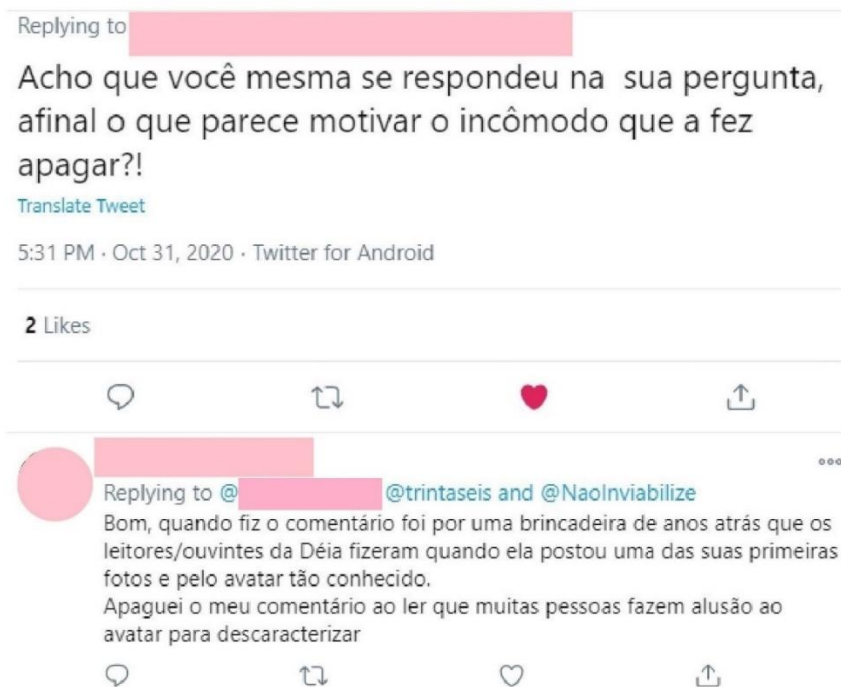 Replying to
Acho que você mesma se respondeu na sua pergunta,
afinal o que parece motivar o incômodo que a fez
apagar?!
Translate Tweet
5:31 PM · Oct 31, 2020 · Twitter for Android
2 Likes
Replying to @ @trintaseis and @NaoInviabilize
Bom, quando fiz o comentário foi por uma brincadeira de anos atrás que os
leitores/ouvintes da Déia fizeram quando ela postou uma das suas primeiras
fotos e pelo avatar tão conhecido.
Apaguei o meu comentário ao ler que muitas pessoas fazem alusão ao
avatar para descaracterizar